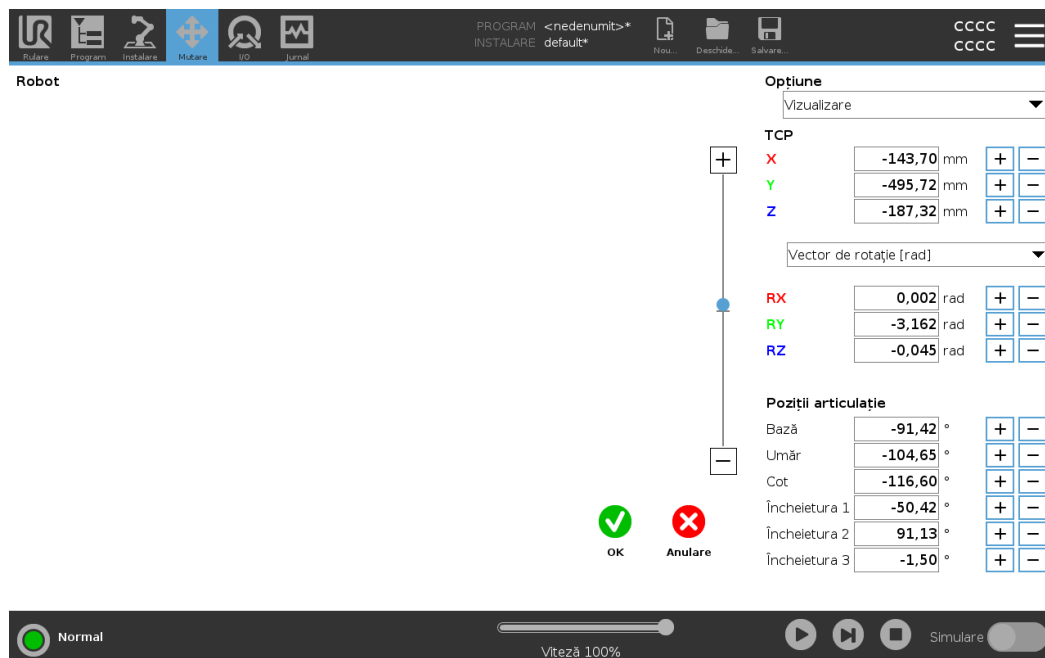 Rulare Program Instalare Mutare I/O Jurnal
PROGRAM <nedenumit>*
INSTALARE default*
Nou... Deschide... Salvare...
CCCC
CCCC
Robot
Opțiune
Vizualizare
TCP
X -143,70 mm + −
Y -495,72 mm + −
Z -187,32 mm + −
Vector de rotaţie [rad]
RX 0,002 rad + −
RY -3,162 rad + −
RZ -0,045 rad + −
Poziții articulație
Bază -91,42 ° + −
Umăr -104,65 ° + −
Cot -116,60 ° + −
Încheietura 1 -50,42 ° + −
Încheietura 2 91,13 ° + −
Încheietura 3 -1,50 ° + −
OK Anulare
Normal
Viteză 100%
Simulare